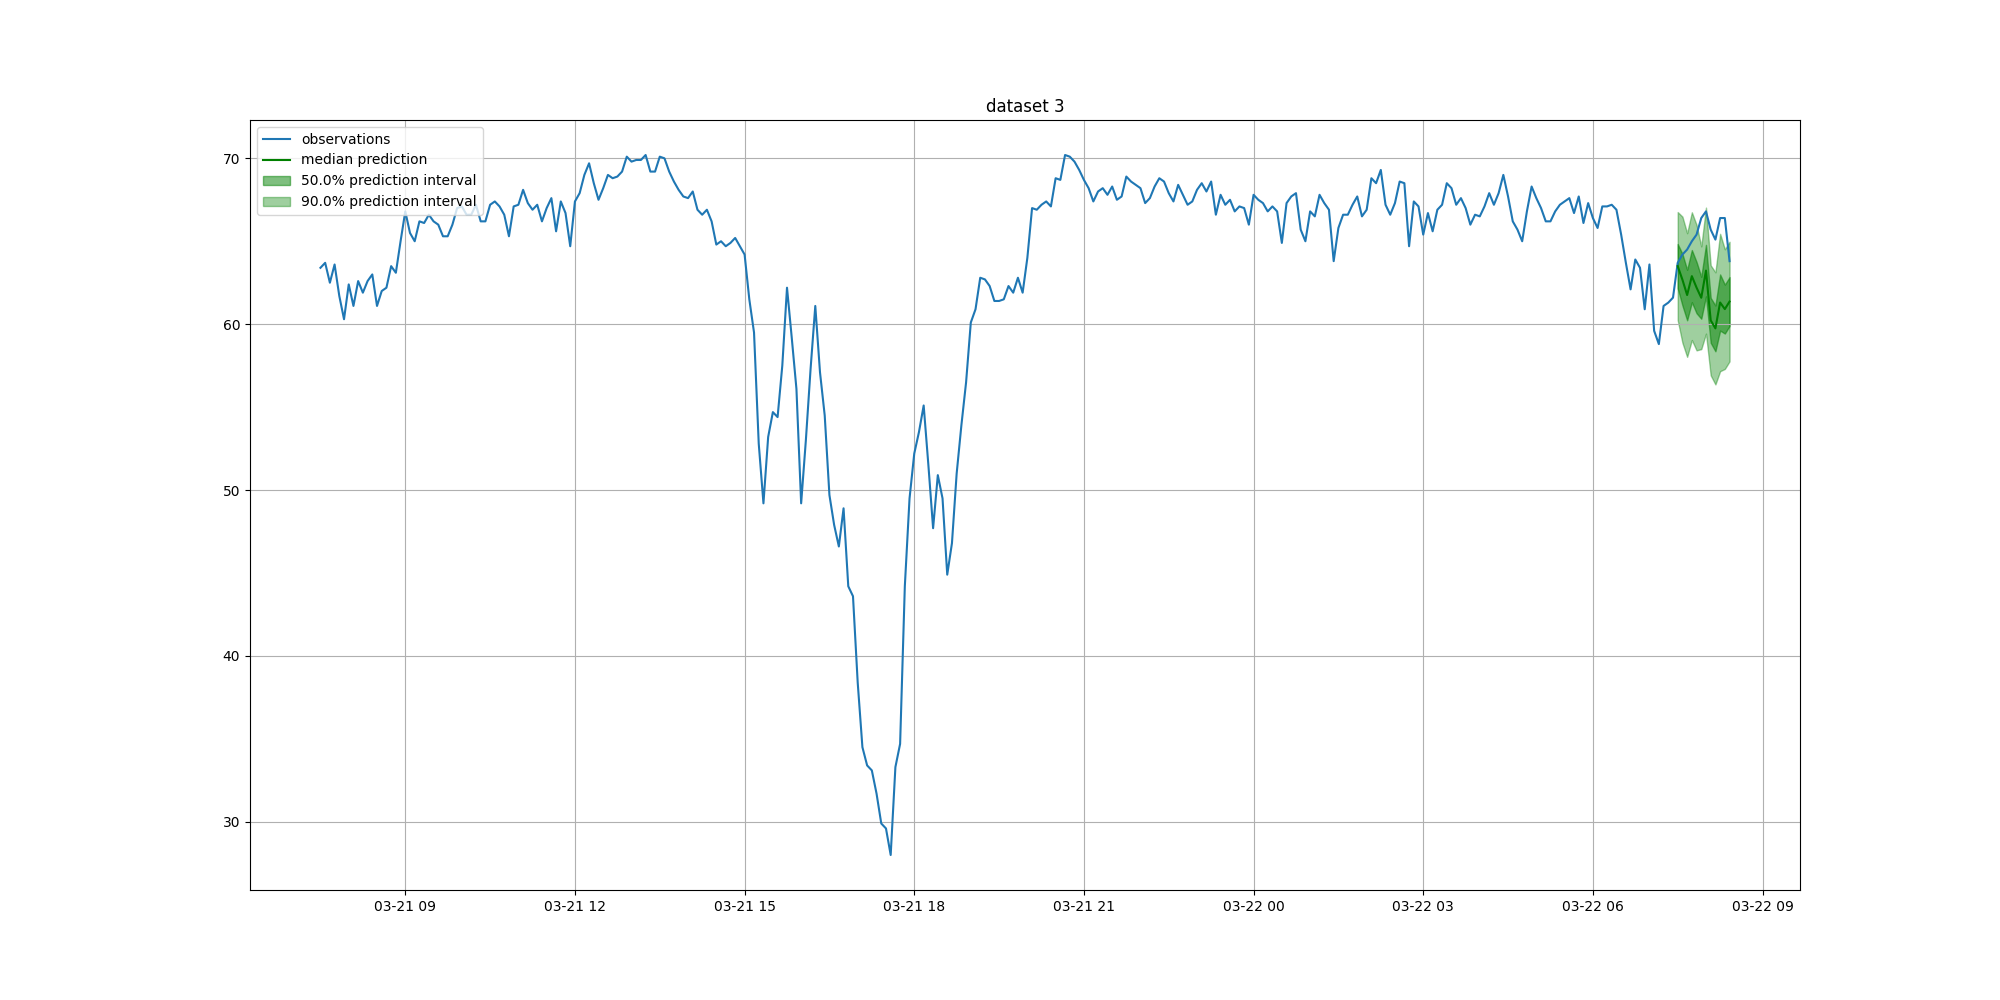 dataset 3
observations
median prediction
50.0% prediction interval
90.0% prediction interval
70
60
50
40
30
03-21 09
03-21 12
03-21 15
03-21 18
03-21 21
03-22 00
03-22 03
03-22 06
03-22 09